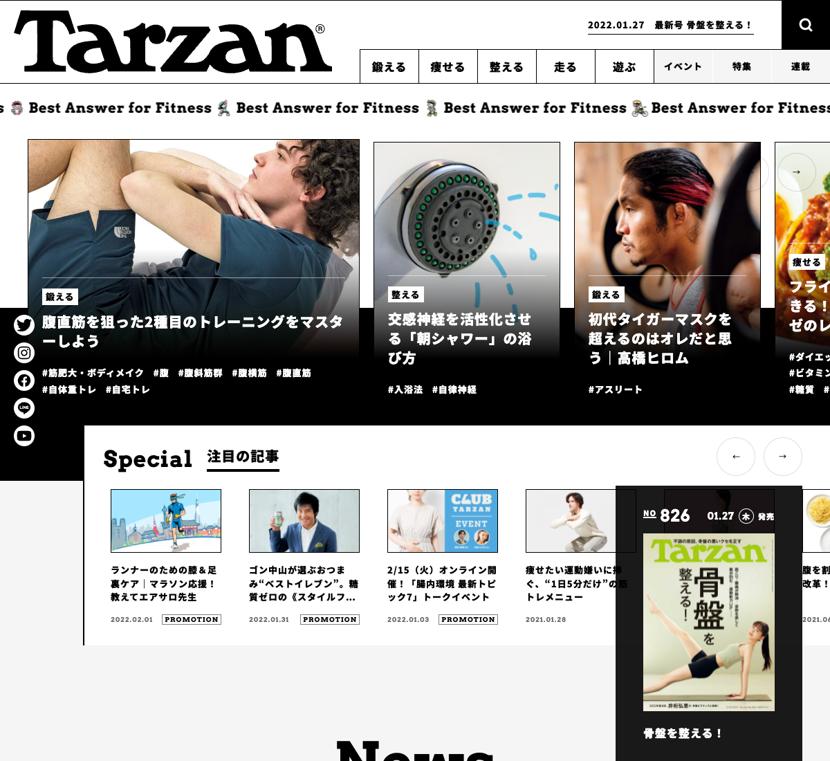 Tarzan®
2022.01.27 最新号 骨盤を整える！
鍛える 痩せる 整える 走る 遊ぶ イベント 特集 連載
s Best Answer for Fitness Best Answer for Fitness Best Answer for Fitness Best Answer for Fitness
鍛える
腹直筋を狙った2種目のトレーニングをマスタ
ーしよう
#筋肥大・ボディメイク #腹 #腹斜筋群 #腹横筋 #腹直筋
#自体重トレ #自宅トレ
整える
交感神経を活性化させ
る「朝シャワー」の浴
び方
#入浴法 #自律神経
鍛える
初代タイガーマスクを
超えるのはオレだと思
う｜髙橋ヒロム
#アスリート
痩せる
フライ
きる！
ゼのレ
#ダイエッ
#ビタミン
#糖質 #
Special 注目の記事
← →
ランナーのための膝＆足
裏ケア｜マラソン応援！
教えてエアサロ先生
2022.02.01 PROMOTION
ゴン中山が選ぶおつま
み“ベストイレブン”。糖
質ゼロの《スタイルフ...
2022.01.31 PROMOTION
CLUB
TARZAN
EVENT
2/15（火）オンライン開
催！「腸内環境 最新トピ
ック7」トークイベント
2022.01.03 PROMOTION
痩せたい運動嫌いに捧
ぐ、“1日5分だけ”の筋
トレメニュー
2021.01.28
腹を割
改革！
2021.06
NO 826 01.27 木 発売
Tarzan
骨盤を
整える！
骨盤を整える！
News